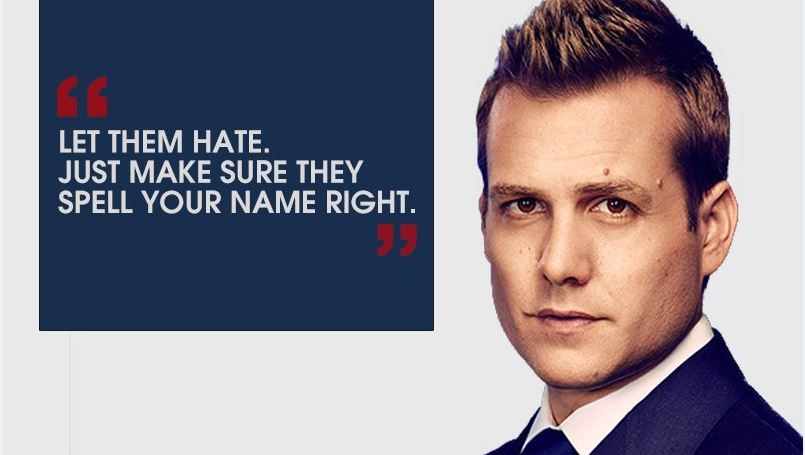 “
LET THEM HATE.
JUST MAKE SURE THEY
SPELL YOUR NAME RIGHT.
”